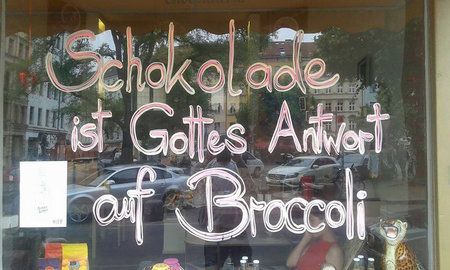 Schokolade
ist Gottes Antwort
auf Broccoli